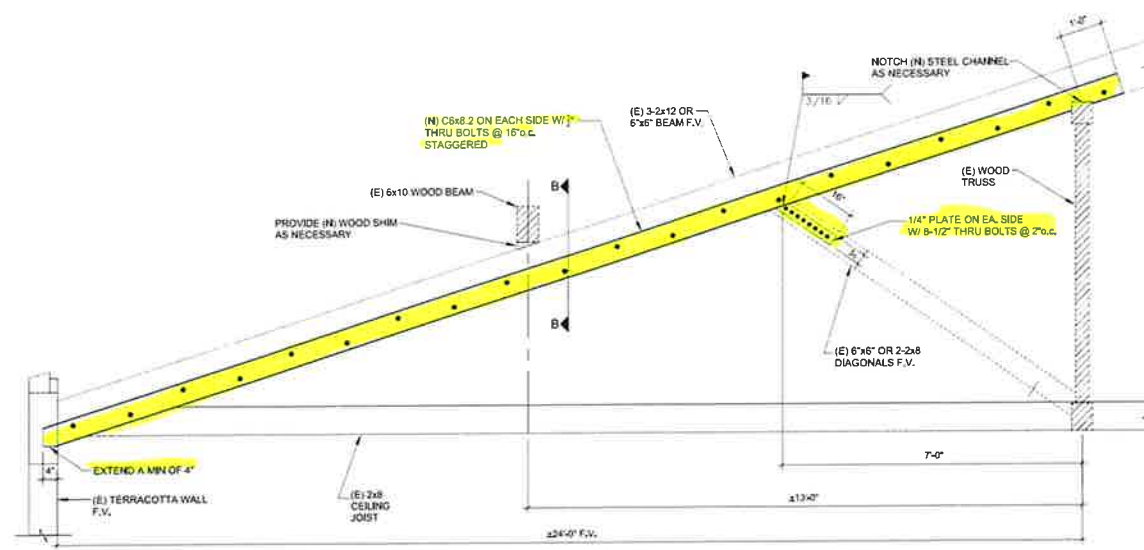 1'-0"
NOTCH (N) STEEL CHANNEL
AS NECESSARY
3/16
(E) 3-2x12 OR
6"x6" BEAM F.V.
(N) C6x8.2 ON EACH SIDE W/
THRU BOLTS @ 16"o.c.
STAGGERED
(E) WOOD
TRUSS
(E) 6x10 WOOD BEAM
B
16"
PROVIDE (N) WOOD SHIM
AS NECESSARY
1/4" PLATE ON EA. SIDE
W/ 8-1/2" THRU BOLTS @ 2"o.c.
B
(E) 6"x6" OR 2-2x8
DIAGONALS F.V.
7'-0"
4"
EXTEND A MIN OF 4"
(E) TERRACOTTA WALL
F.V.
(E) 2x8
CEILING
JOIST
±13'-0"
±24'-0" F.V.